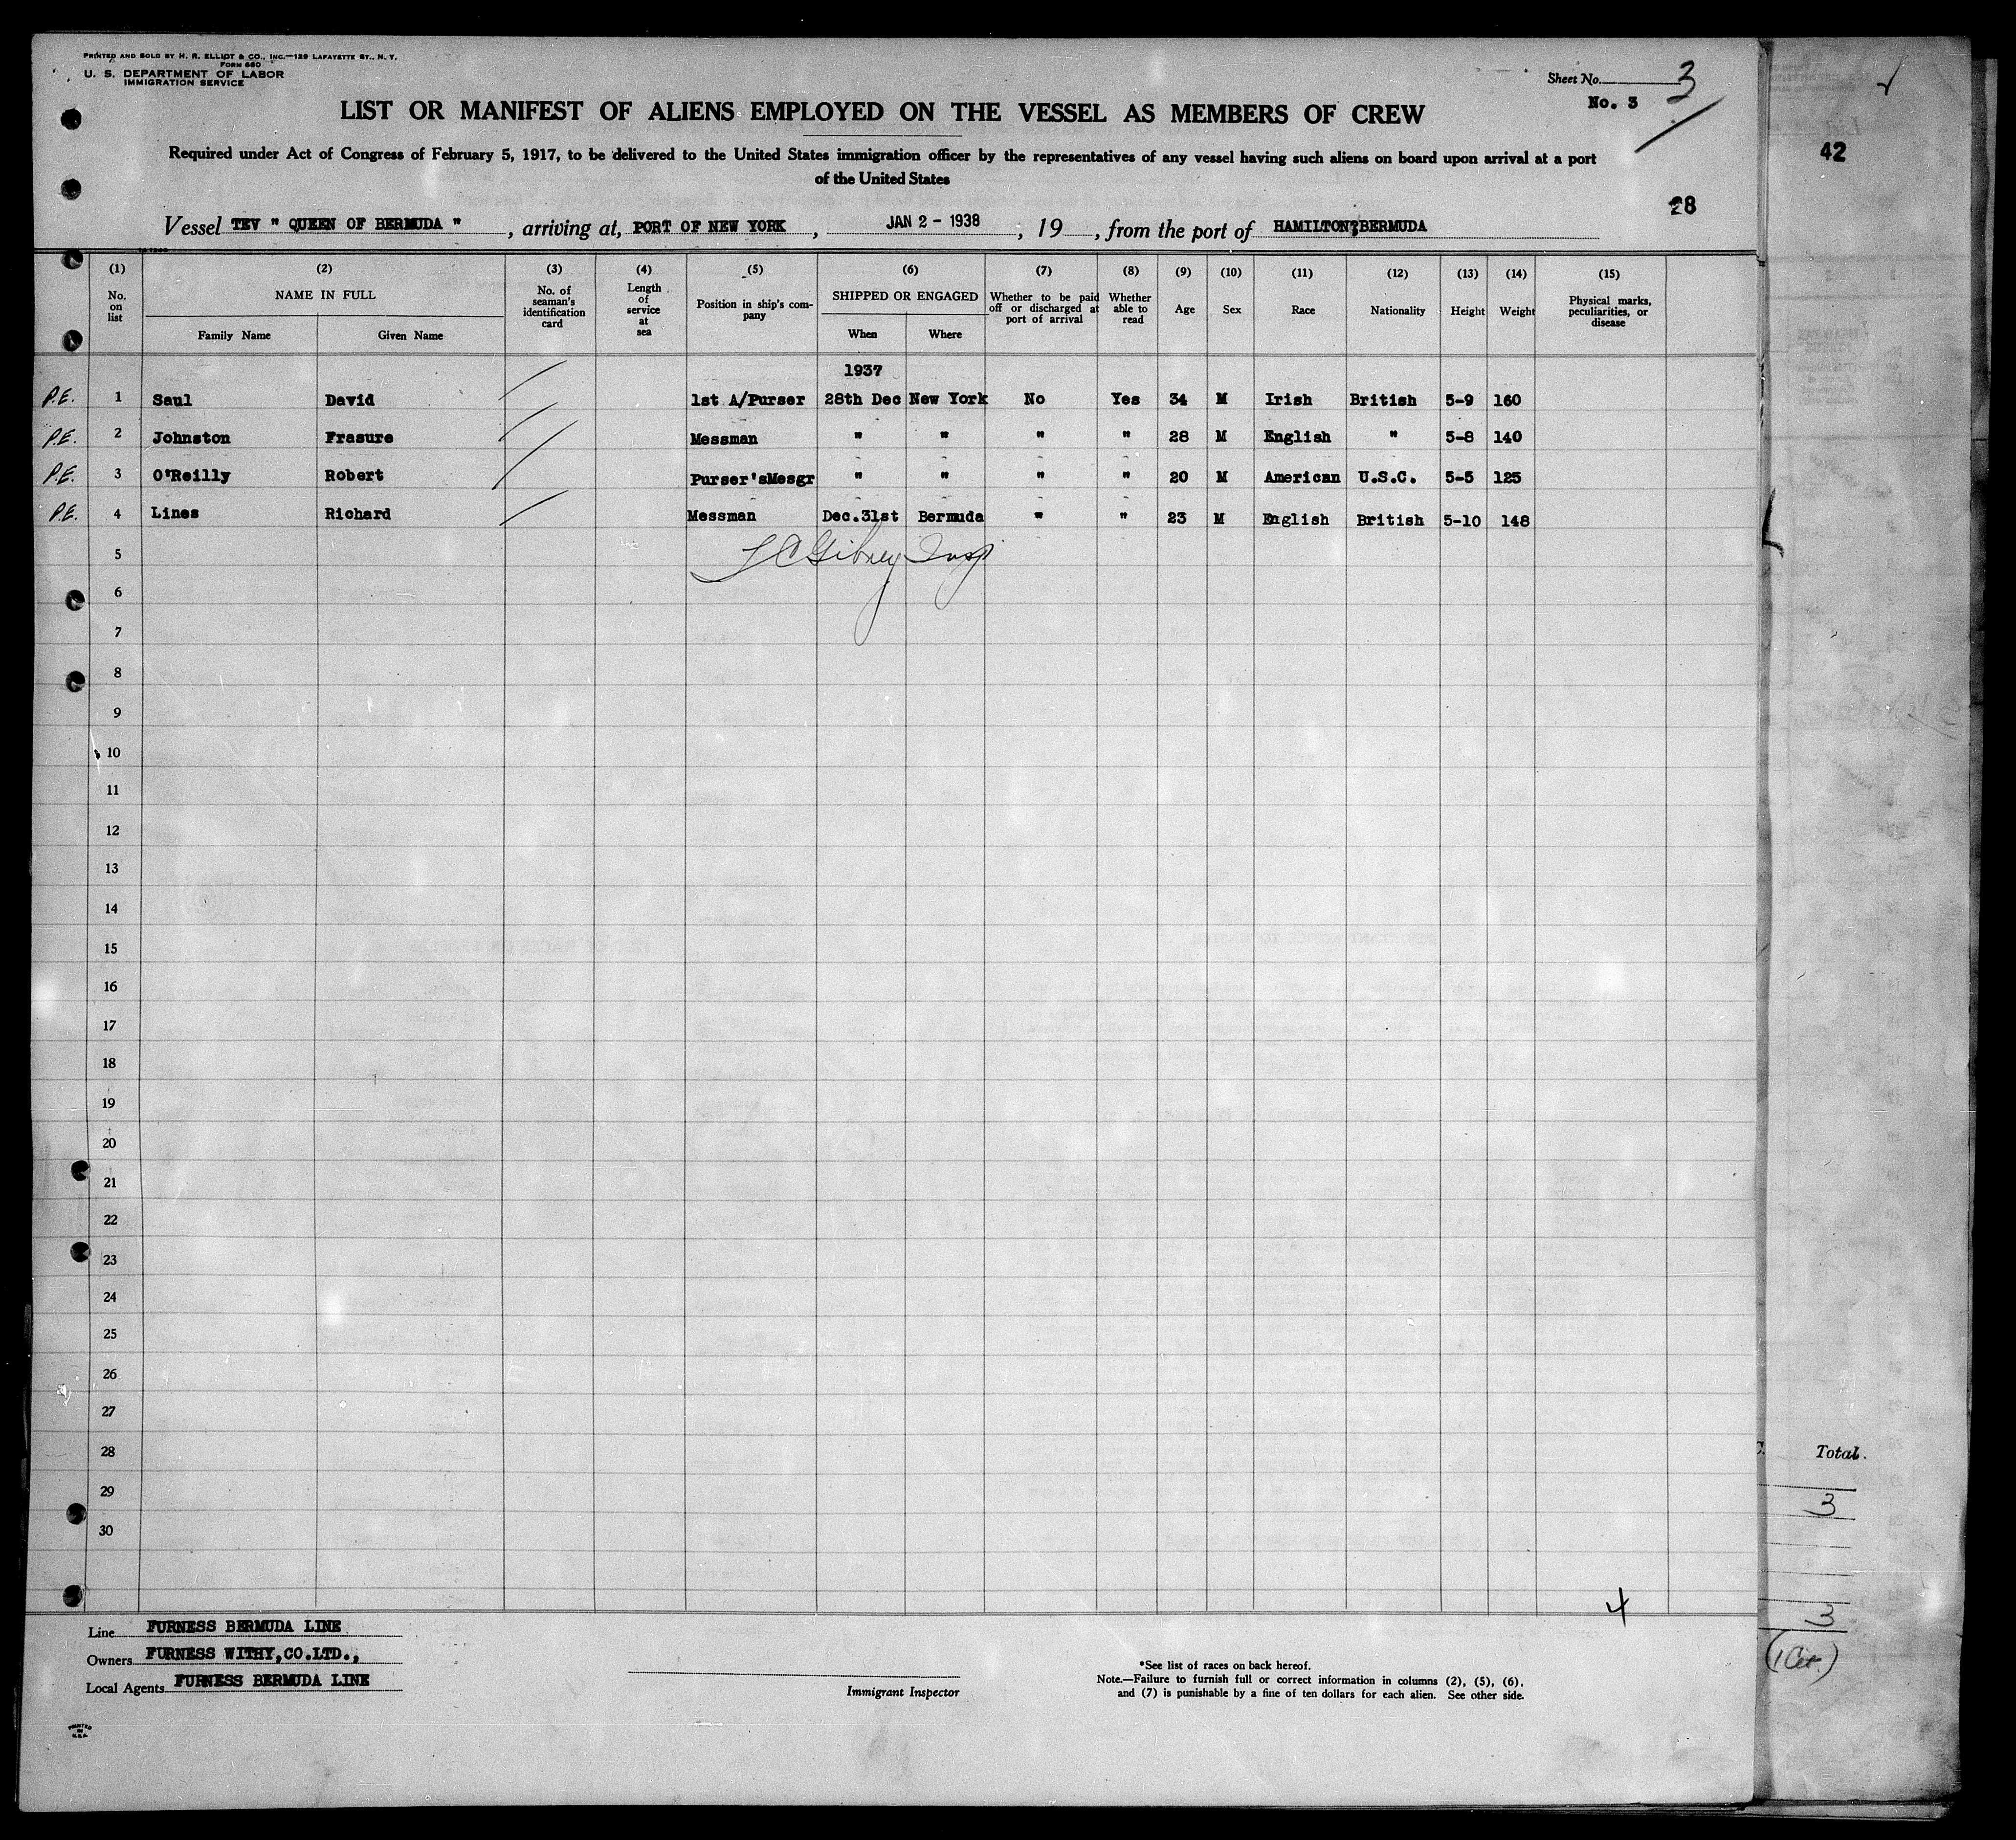 PRINTED AND SOLD BY H. R. ELLIOT & CO., INC.—129 LAFAYETTE ST., N. Y.
FORM 680
U. S. DEPARTMENT OF LABOR
IMMIGRATION SERVICE
Sheet No. 3
No. 3
LIST OR MANIFEST OF ALIENS EMPLOYED ON THE VESSEL AS MEMBERS OF CREW
Required under Act of Congress of February 5, 1917, to be delivered to the United States immigration officer by the representatives of any vessel having such aliens on board upon arrival at a port
of the United States
42
28
Vessel TEV " QUEEN OF BERMUDA " , arriving at, PORT OF NEW YORK , JAN 2 - 1938 , 19 , from the port of HAMILTON,BERMUDA
(1) (2) (3) (4) (5) (6) (7) (8) (9) (10) (11) (12) (13) (14) (15)
No. on list NAME IN FULL No. of seaman's identification card Length of service at sea Position in ship's company SHIPPED OR ENGAGED Whether to be paid off or discharged at port of arrival Whether able to read Age Sex Race Nationality Height Weight Physical marks, peculiarities, or disease
Family Name Given Name When Where
1937
P.E. 1 Saul David 1st A/Purser 28th Dec New York No Yes 34 M Irish British 5-9 160
P.E. 2 Johnston Frasure Messman " " " " 28 M English " 5-8 140
P.E. 3 O'Reilly Robert Purser'sMesgr " " " " 20 M American U.S.C. 5-5 125
P.E. 4 Lines Richard Messman Dec.31st Bermuda " " 23 M English British 5-10 148
5
6
7
8
9
10
11
12
13
14
15
16
17
18
19
20
21
22
23
24
25
26
27
28
29
30
Total.
3
4
3
Line FURNESS BERMUDA LINE
Owners FURNESS WITHY,CO.LTD.,
Local Agents FURNESS BERMUDA LINE
Immigrant Inspector
*See list of races on back hereof.
Note.—Failure to furnish full or correct information in columns (2), (5), (6),
and (7) is punishable by a fine of ten dollars for each alien. See other side.
PRINTED
IN
U.S.A.